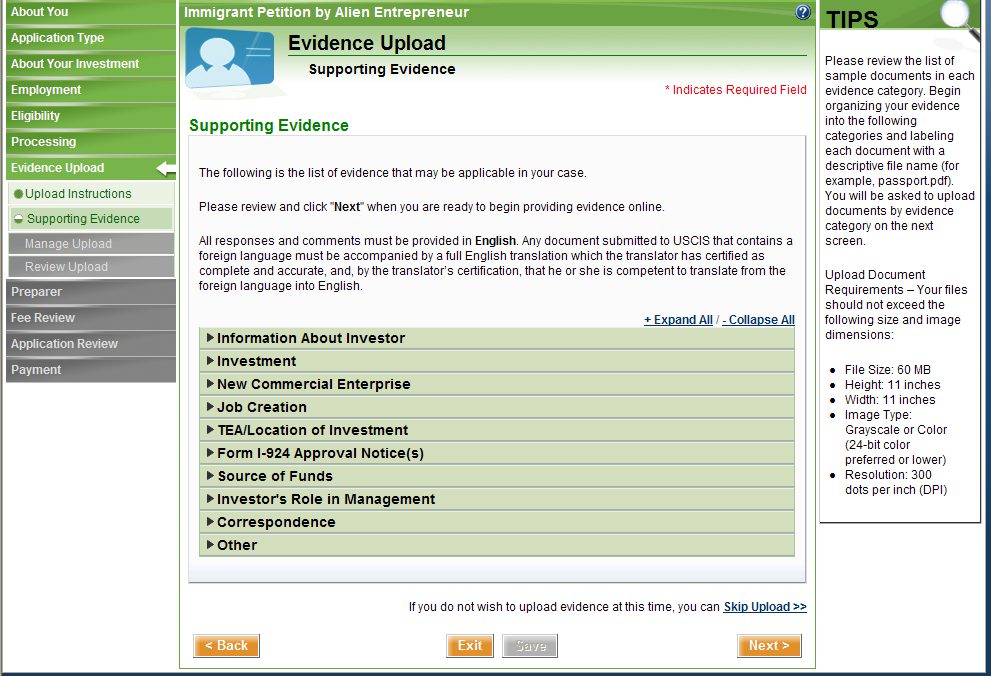 About You
Application Type
About Your Investment
Employment
Eligibility
Processing
Evidence Upload
Upload Instructions
Supporting Evidence
Manage Upload
Review Upload
Preparer
Fee Review
Application Review
Payment
Immigrant Petition by Alien Entrepreneur
?
Evidence Upload
Supporting Evidence
* Indicates Required Field
Supporting Evidence
The following is the list of evidence that may be applicable in your case.
Please review and click "Next" when you are ready to begin providing evidence online.
All responses and comments must be provided in English. Any document submitted to USCIS that contains a
foreign language must be accompanied by a full English translation which the translator has certified as
complete and accurate, and, by the translator's certification, that he or she is competent to translate from the
foreign language into English.
+ Expand All / - Collapse All
Information About Investor
Investment
New Commercial Enterprise
Job Creation
TEA/Location of Investment
Form I-924 Approval Notice(s)
Source of Funds
Investor's Role in Management
Correspondence
Other
If you do not wish to upload evidence at this time, you can Skip Upload >>
< Back
Exit
Save
Next >
TIPS
Please review the list of
sample documents in each
evidence category. Begin
organizing your evidence
into the following
categories and labeling
each document with a
descriptive file name (for
example, passport.pdf).
You will be asked to upload
documents by evidence
category on the next
screen.
Upload Document
Requirements – Your files
should not exceed the
following size and image
dimensions:
• File Size: 60 MB
• Height: 11 inches
• Width: 11 inches
• Image Type:
Grayscale or Color
(24-bit color
preferred or lower)
• Resolution: 300
dots per inch (DPI)